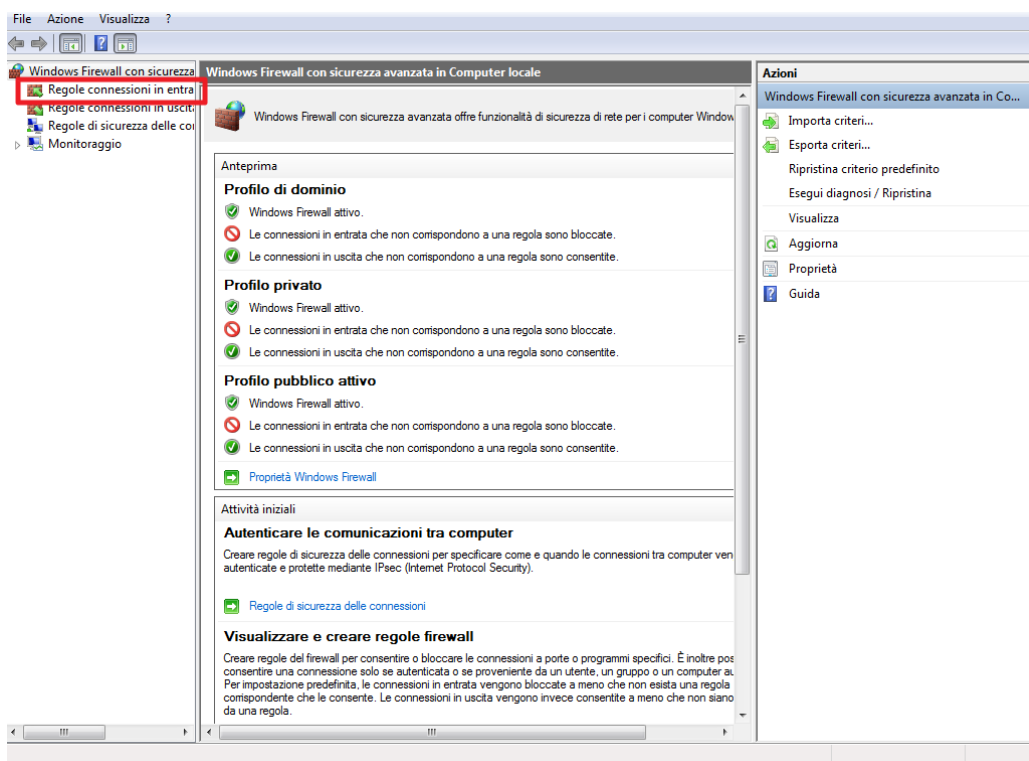 File Azione Visualizza ?
Windows Firewall con sicurezza
Regole connessioni in entra
Regole connessioni in uscita
Regole di sicurezza delle con
Monitoraggio
Windows Firewall con sicurezza avanzata in Computer locale
Windows Firewall con sicurezza avanzata offre funzionalità di sicurezza di rete per i computer Window
Anteprima
Profilo di dominio
Windows Firewall attivo.
Le connessioni in entrata che non corrispondono a una regola sono bloccate.
Le connessioni in uscita che non corrispondono a una regola sono consentite.
Profilo privato
Windows Firewall attivo.
Le connessioni in entrata che non corrispondono a una regola sono bloccate.
Le connessioni in uscita che non corrispondono a una regola sono consentite.
Profilo pubblico attivo
Windows Firewall attivo.
Le connessioni in entrata che non corrispondono a una regola sono bloccate.
Le connessioni in uscita che non corrispondono a una regola sono consentite.
Proprietà Windows Firewall
Attività iniziali
Autenticare le comunicazioni tra computer
Creare regole di sicurezza delle connessioni per specificare come e quando le connessioni tra computer ven
autenticate e protette mediante IPsec (Internet Protocol Security).
Regole di sicurezza delle connessioni
Visualizzare e creare regole firewall
Creare regole del firewall per consentire o bloccare le connessioni a porte o programmi specifici. È inoltre pos
consentire una connessione solo se autenticata o se proveniente da un utente, un gruppo o un computer au
Per impostazione predefinita, le connessioni in entrata vengono bloccate a meno che non esista una regola
corrispondente che le consente. Le connessioni in uscita vengono invece consentite a meno che non siano
da una regola.
Azioni
Windows Firewall con sicurezza avanzata in Co...
Importa criteri...
Esporta criteri...
Ripristina criterio predefinito
Esegui diagnosi / Ripristina
Visualizza
Aggiorna
Proprietà
Guida